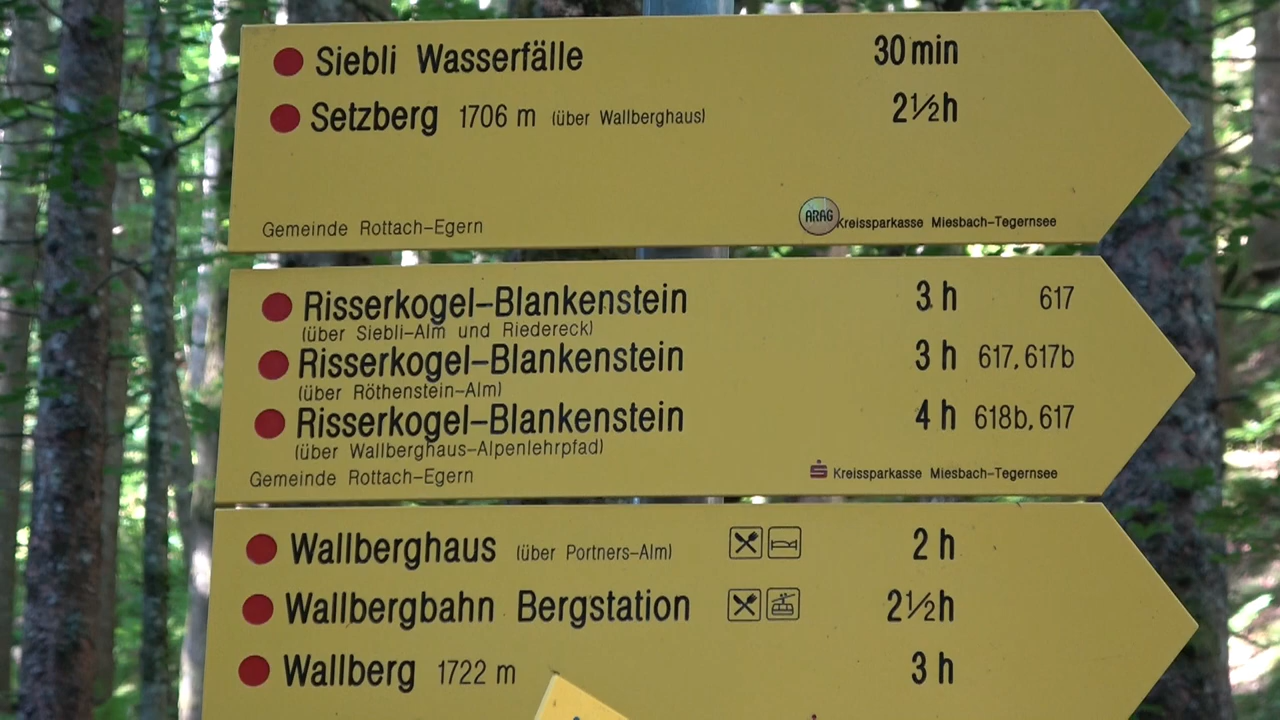 Siebli Wasserfälle 30 min
Setzberg 1706 m (über Wallberghaus) 2½ h
Gemeinde Rottach-Egern ARAG Kreissparkasse Miesbach-Tegernsee
Risserkogel-Blankenstein 3 h 617
(über Siebli-Alm und Riedereck)
Risserkogel-Blankenstein 3 h 617, 617b
(über Röthenstein-Alm)
Risserkogel-Blankenstein 4 h 618b, 617
(über Wallberghaus-Alpenlehrpfad)
Gemeinde Rottach-Egern Kreissparkasse Miesbach-Tegernsee
Wallberghaus (über Portners-Alm) 2 h
Wallbergbahn Bergstation 2½ h
Wallberg 1722 m 3 h